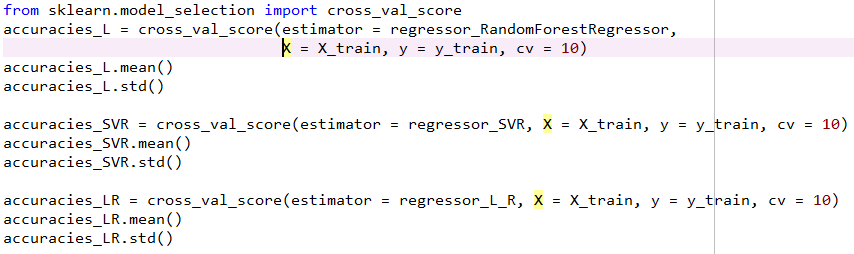 from sklearn.model_selection import cross_val_score
accuracies_L = cross_val_score(estimator = regressor_RandomForestRegressor,
X = X_train, y = y_train, cv = 10)
accuracies_L.mean()
accuracies_L.std()
accuracies_SVR = cross_val_score(estimator = regressor_SVR, X = X_train, y = y_train, cv = 10)
accuracies_SVR.mean()
accuracies_SVR.std()
accuracies_LR = cross_val_score(estimator = regressor_L_R, X = X_train, y = y_train, cv = 10)
accuracies_LR.mean()
accuracies_LR.std()